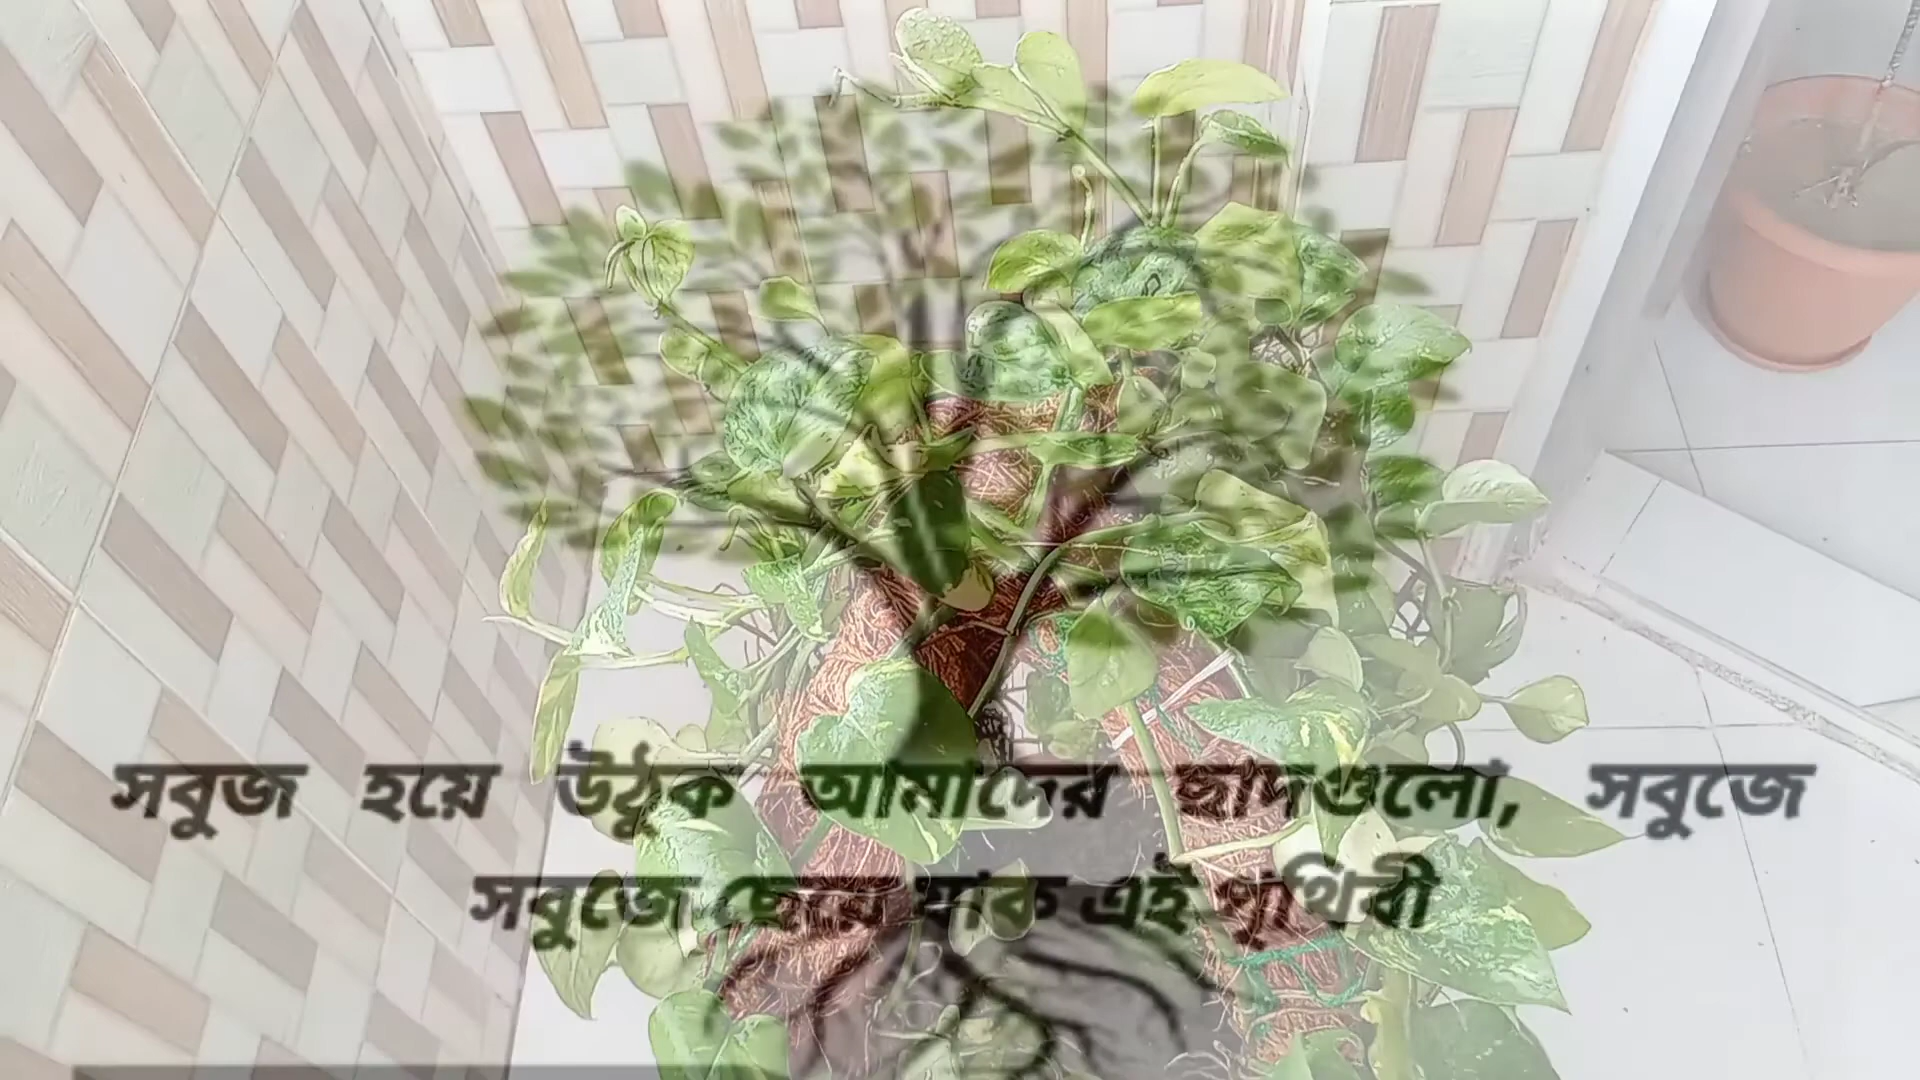 সবুজ হয়ে উঠুক আমাদের ছাদগুলো, সবুজে
সবুজে ছেয়ে যাক এই পৃথিবী